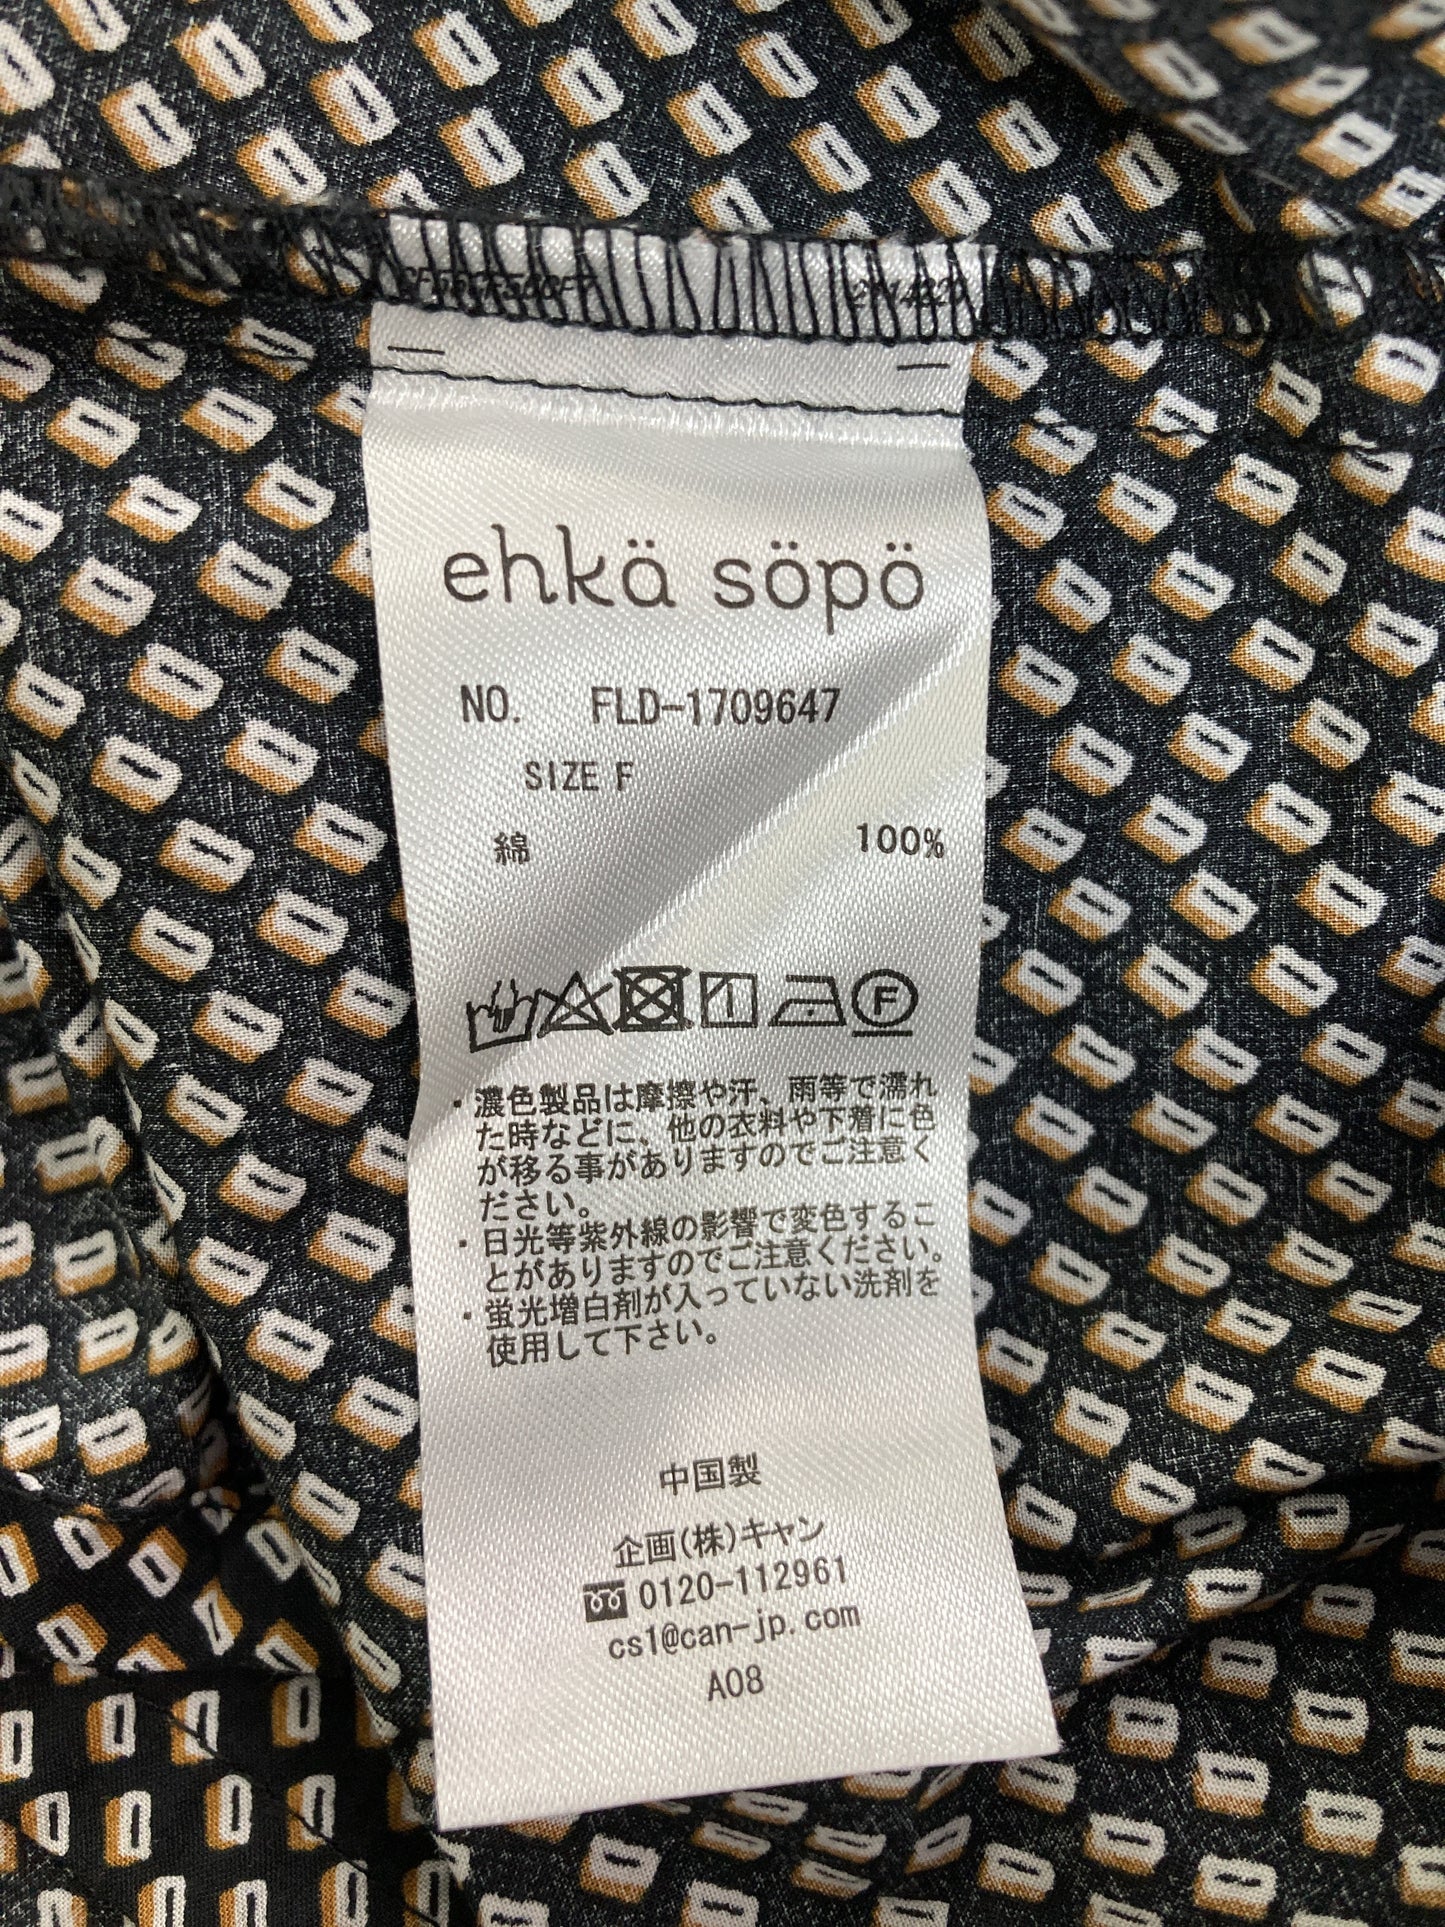 ehkä söpö
NO. FLD-1709647
SIZE F
綿 100%
F
・濃色製品は摩擦や汗、雨等で濡れ
た時などに、他の衣料や下着に色
が移る事がありますのでご注意く
ださい。
・日光等紫外線の影響で変色するこ
とがありますのでご注意ください。
・蛍光増白剤が入っていない洗剤を
使用して下さい。
中国製
企画(株)キャン
0120-112961
cs1@can-jp.com
A08